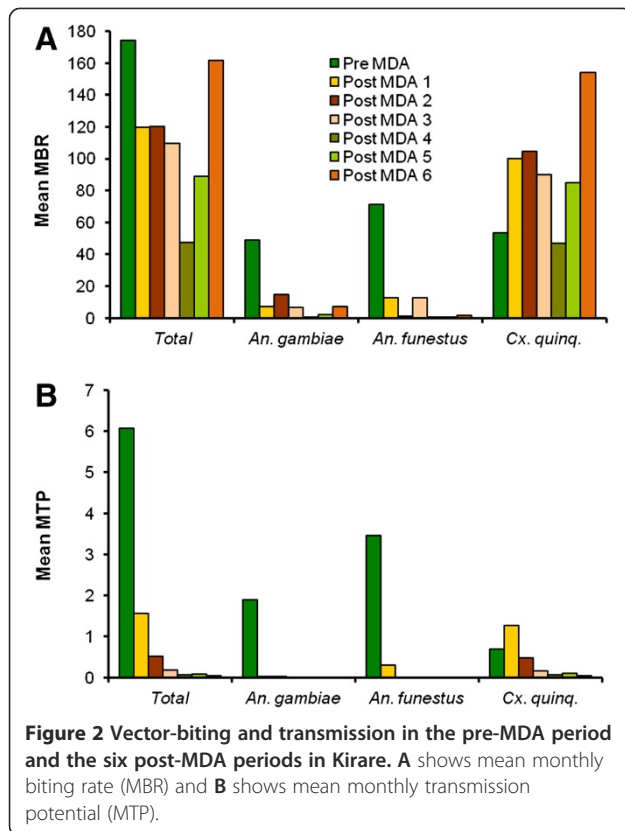 A
180
160
140
120
100
80
60
40
20
0
Mean MBR
Pre MDA
Post MDA 1
Post MDA 2
Post MDA 3
Post MDA 4
Post MDA 5
Post MDA 6
Total An. gambiae An. funestus Cx. quinq.
B
7
6
5
4
3
2
1
0
Mean MTP
Total An. gambiae An. funestus Cx. quinq.
Figure 2 Vector-biting and transmission in the pre-MDA period
and the six post-MDA periods in Kirare. A shows mean monthly
biting rate (MBR) and B shows mean monthly transmission
potential (MTP).